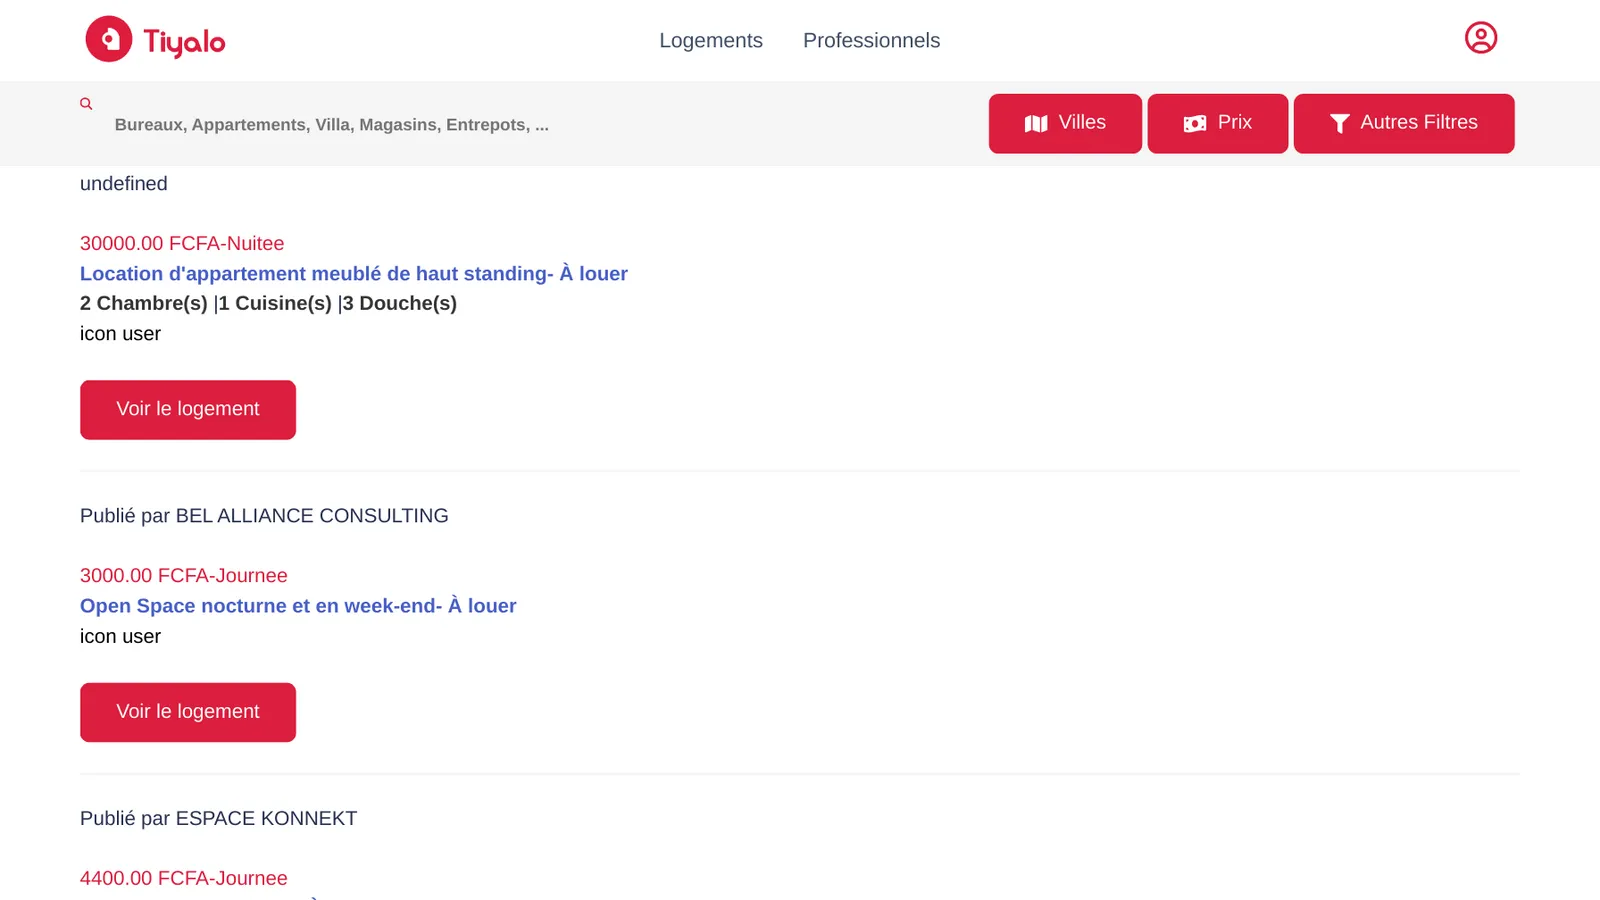 Tiyalo
Logements
Professionnels
Bureaux, Appartements, Villa, Magasins, Entrepots, ...
Villes
Prix
Autres Filtres
undefined
30000.00 FCFA-Nuitee
Location d'appartement meublé de haut standing- À louer
2 Chambre(s) |1 Cuisine(s) |3 Douche(s)
icon user
Voir le logement
Publié par BEL ALLIANCE CONSULTING
3000.00 FCFA-Journee
Open Space nocturne et en week-end- À louer
icon user
Voir le logement
Publié par ESPACE KONNEKT
4400.00 FCFA-Journee